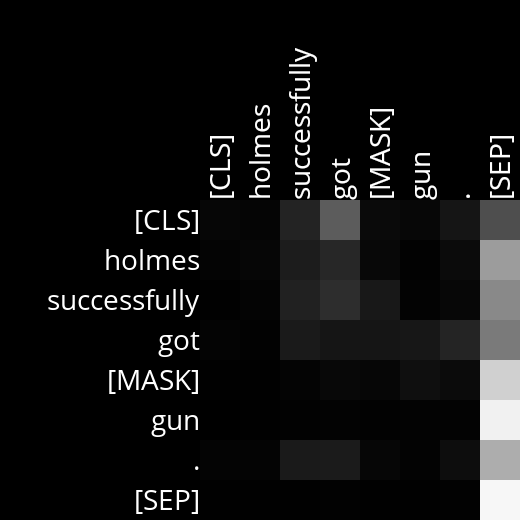 [CLS]
holmes
successfully
got
[MASK]
gun
.
[SEP]
[CLS]
holmes
successfully
got
[MASK]
gun
.
[SEP]